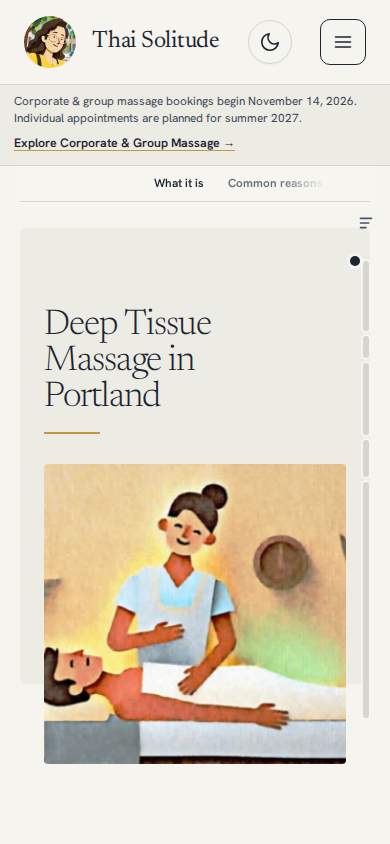 Thai Solitude
Corporate & group massage bookings begin November 14, 2026.
Individual appointments are planned for summer 2027.
Explore Corporate & Group Massage →
What it is
Common reasons
Deep Tissue
Massage in
Portland